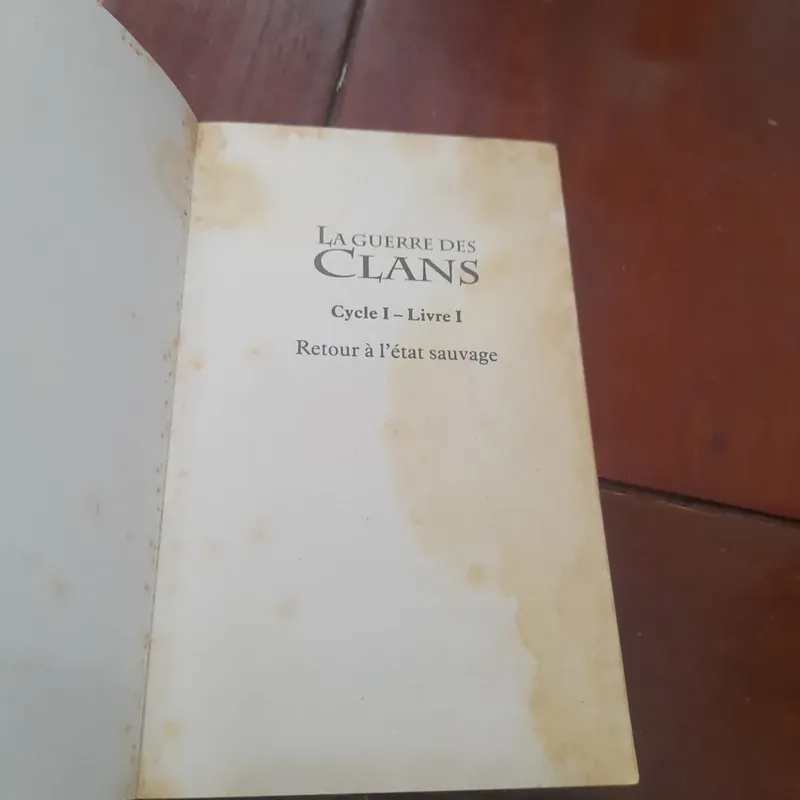 LA GUERRE DES
CLANS
Cycle I – Livre I
Retour à l'état sauvage